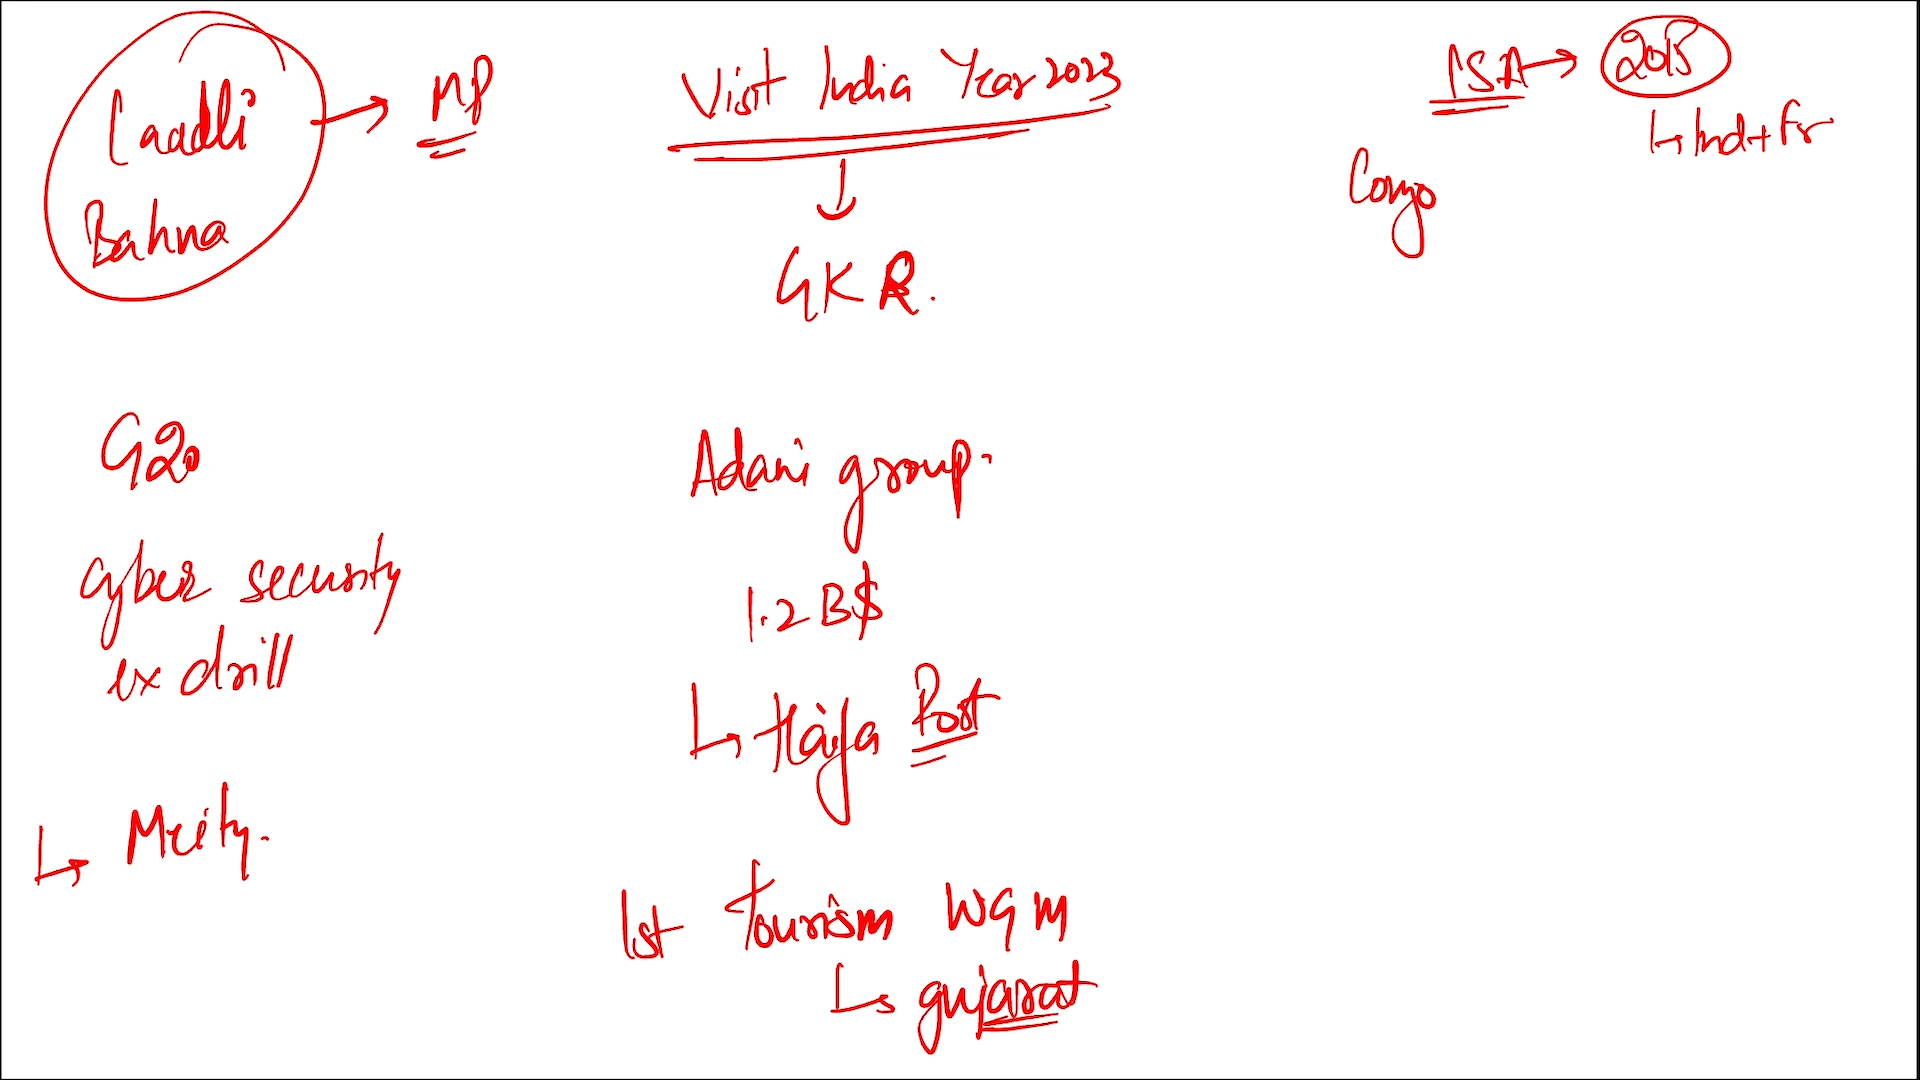 Laadli
Bahna
MP
Visit India Year 2023
GKR.
ISA → 2015
↳ Ind + Fr
Congo
G20
Cyber security
ex drill
↳ Meity.
Adani group.
1.2 B$
↳ Haifa Port
1st Tourism WGM
↳ gujarat